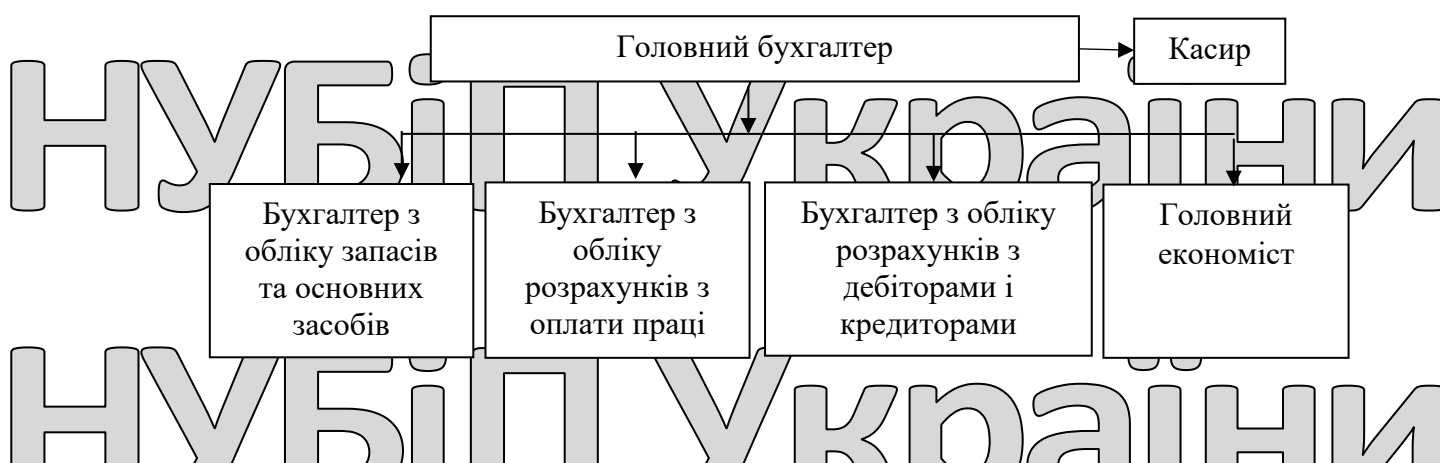 Головний бухгалтер
Касир
НУБіП України
Бухгалтер з
обліку запасів
та основних
засобів
Бухгалтер з
обліку
розрахунків з
оплати праці
Бухгалтер з обліку
розрахунків з
дебіторами і
кредиторами
Головний
економіст
НУБіП України